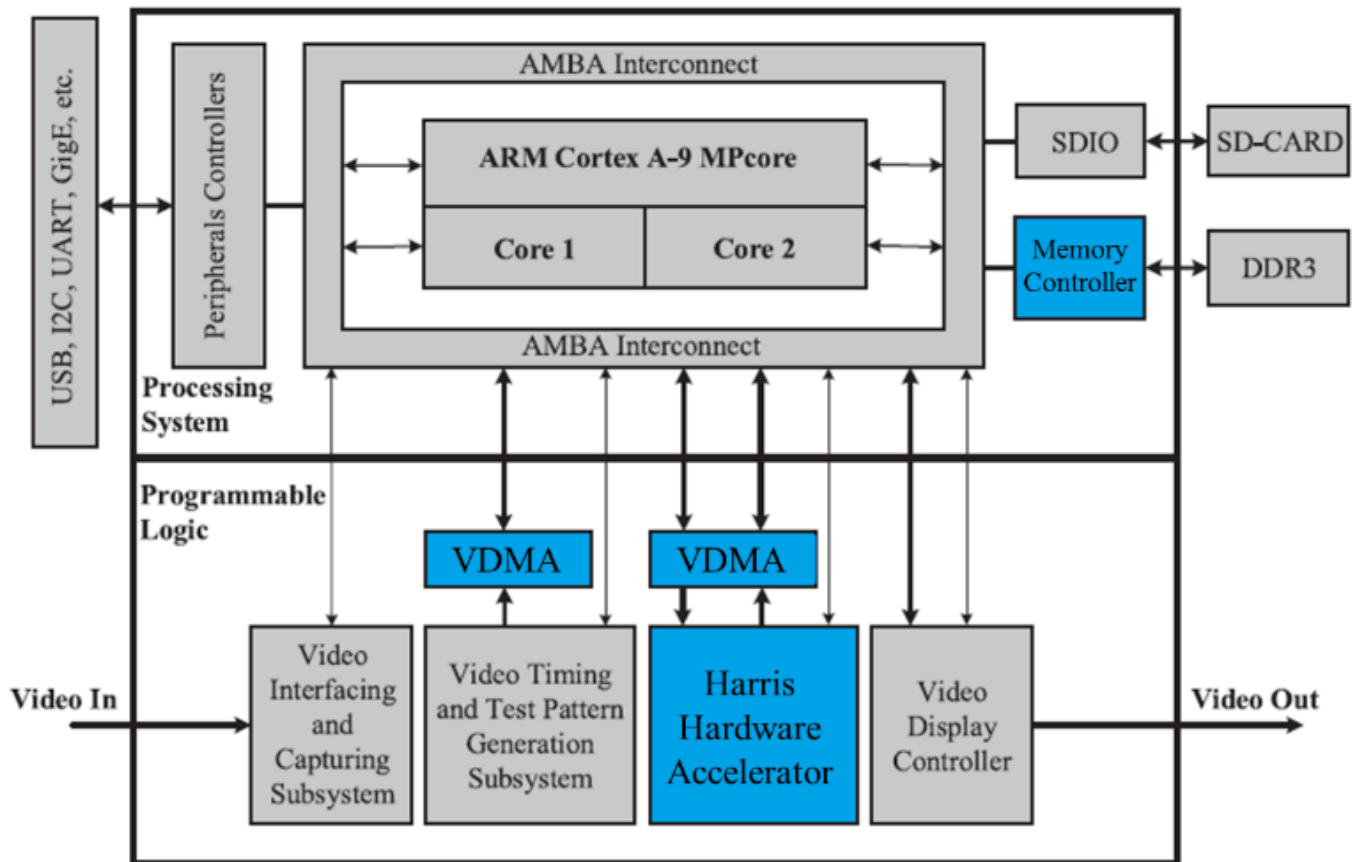 USB, I2C, UART, GigE, etc.
Peripherals Controllers
AMBA Interconnect
ARM Cortex A-9 MPcore
Core 1
Core 2
AMBA Interconnect
SDIO
SD-CARD
Memory
Controller
DDR3
Processing
System
Programmable
Logic
VDMA
VDMA
Video In
Video
Interfacing
and
Capturing
Subsystem
Video Timing
and Test Pattern
Generation
Subsystem
Harris
Hardware
Accelerator
Video
Display
Controller
Video Out